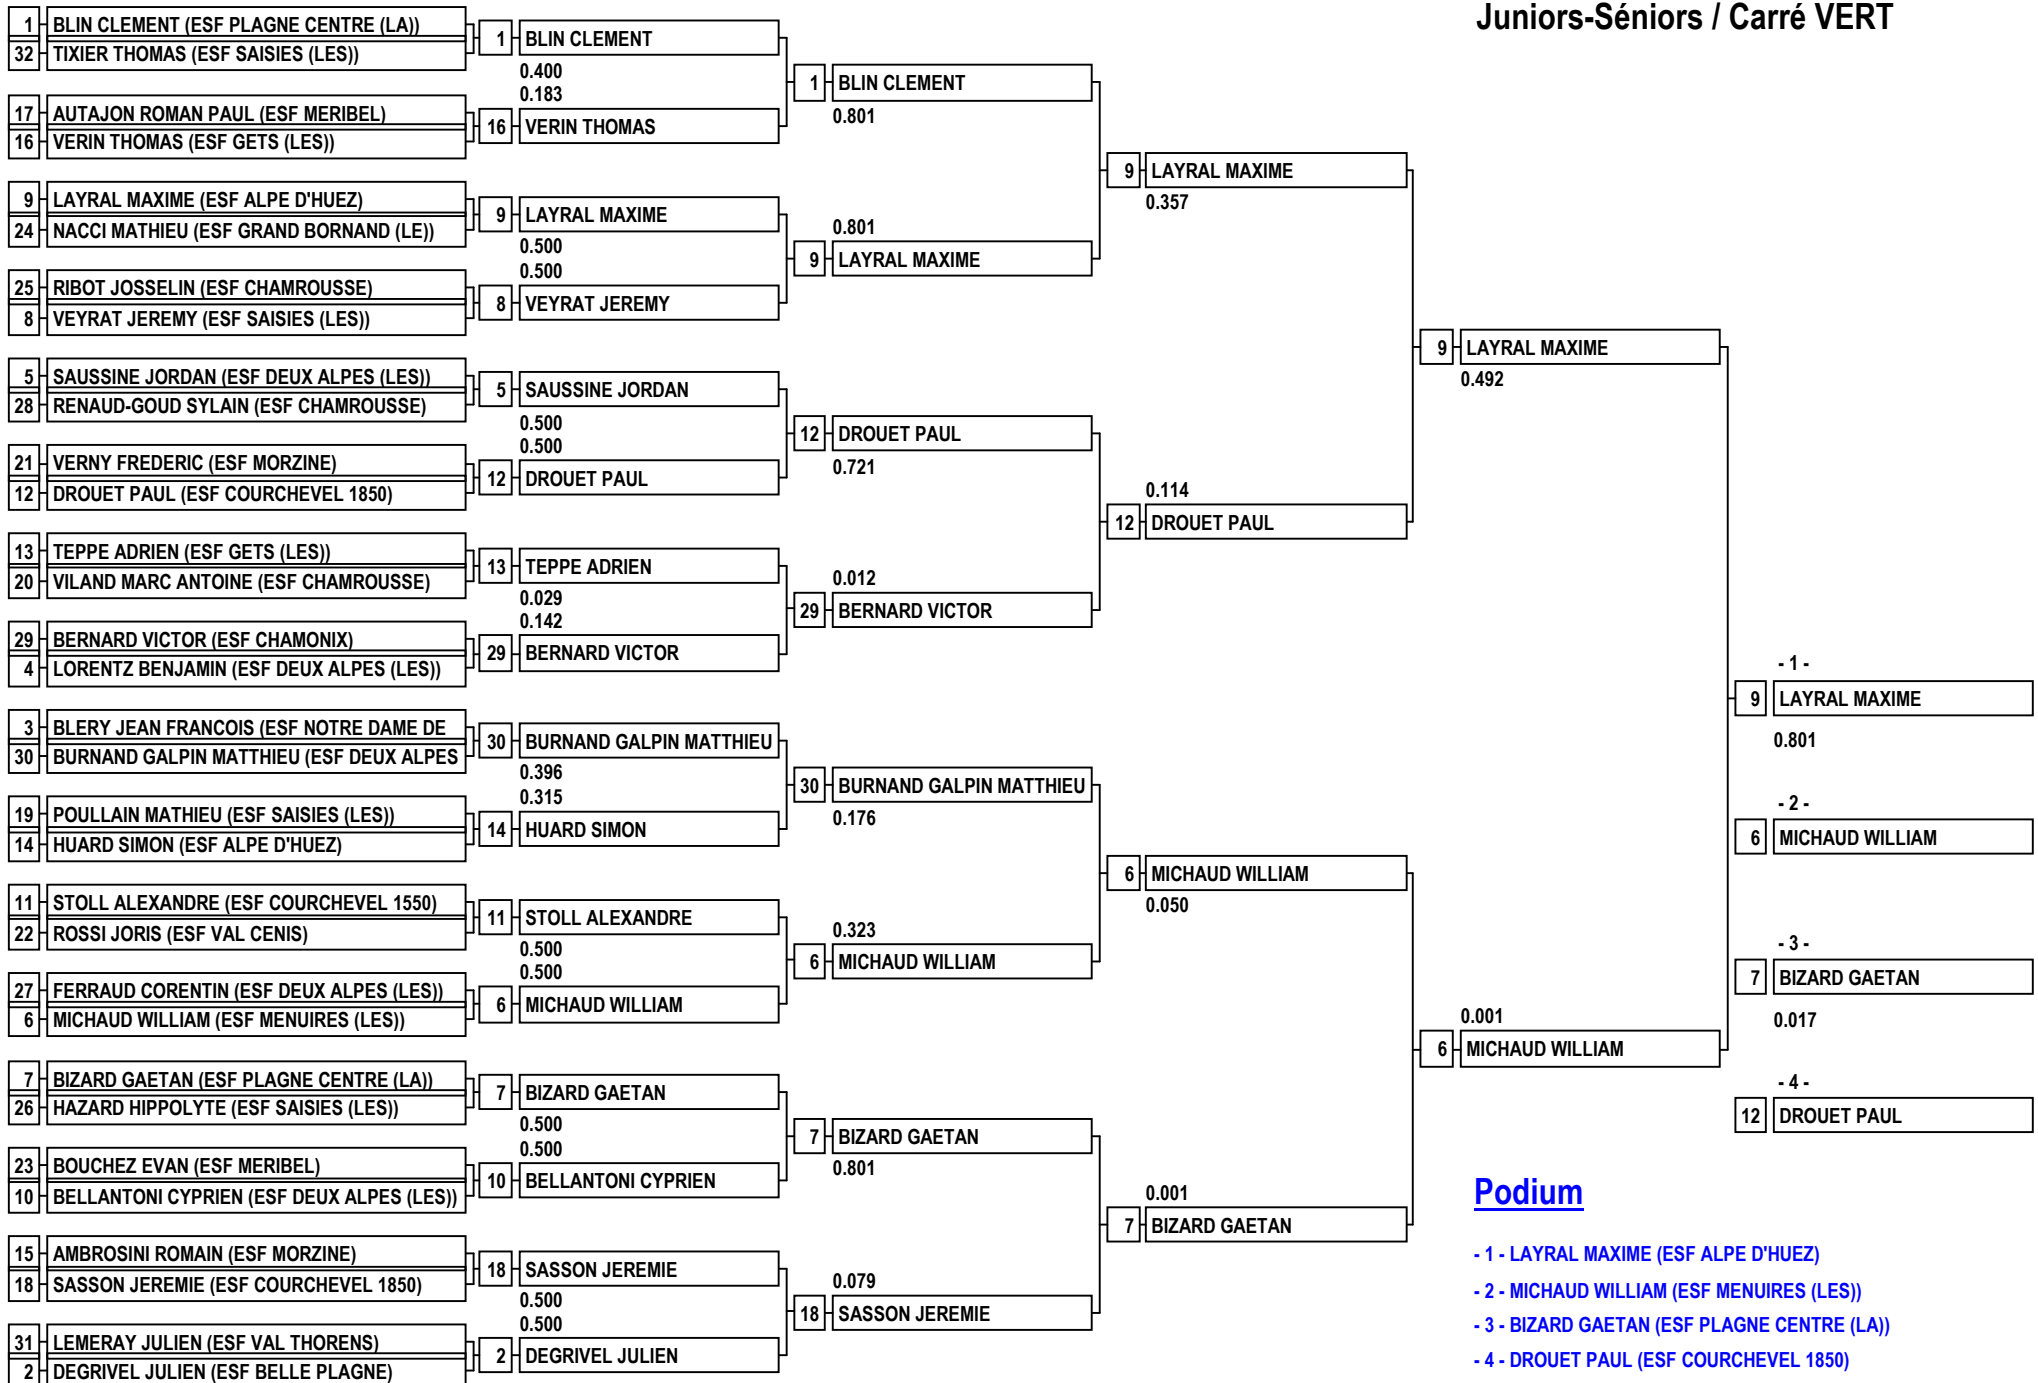 Juniors-Séniors / Carré VERT
1 BLIN CLEMENT (ESF PLAGNE CENTRE (LA))
32 TIXIER THOMAS (ESF SAISIES (LES))
17 AUTAJON ROMAN PAUL (ESF MERIBEL)
16 VERIN THOMAS (ESF GETS (LES))
9 LAYRAL MAXIME (ESF ALPE D'HUEZ)
24 NACCI MATHIEU (ESF GRAND BORNAND (LE))
25 RIBOT JOSSELIN (ESF CHAMROUSSE)
8 VEYRAT JEREMY (ESF SAISIES (LES))
5 SAUSSINE JORDAN (ESF DEUX ALPES (LES))
28 RENAUD-GOUD SYLAIN (ESF CHAMROUSSE)
21 VERNY FREDERIC (ESF MORZINE)
12 DROUET PAUL (ESF COURCHEVEL 1850)
13 TEPPE ADRIEN (ESF GETS (LES))
20 VILAND MARC ANTOINE (ESF CHAMROUSSE)
29 BERNARD VICTOR (ESF CHAMONIX)
4 LORENTZ BENJAMIN (ESF DEUX ALPES (LES))
3 BLERY JEAN FRANCOIS (ESF NOTRE DAME DE
30 BURNAND GALPIN MATTHIEU (ESF DEUX ALPES
19 POULLAIN MATHIEU (ESF SAISIES (LES))
14 HUARD SIMON (ESF ALPE D'HUEZ)
11 STOLL ALEXANDRE (ESF COURCHEVEL 1550)
22 ROSSI JORIS (ESF VAL CENIS)
27 FERRAUD CORENTIN (ESF DEUX ALPES (LES))
6 MICHAUD WILLIAM (ESF MENUIRES (LES))
7 BIZARD GAETAN (ESF PLAGNE CENTRE (LA))
26 HAZARD HIPPOLYTE (ESF SAISIES (LES))
23 BOUCHEZ EVAN (ESF MERIBEL)
10 BELLANTONI CYPRIEN (ESF DEUX ALPES (LES))
15 AMBROSINI ROMAIN (ESF MORZINE)
18 SASSON JEREMIE (ESF COURCHEVEL 1850)
31 LEMERAY JULIEN (ESF VAL THORENS)
2 DEGRIVEL JULIEN (ESF BELLE PLAGNE)
1 BLIN CLEMENT
0.400
0.183
16 VERIN THOMAS
9 LAYRAL MAXIME
0.500
0.500
8 VEYRAT JEREMY
5 SAUSSINE JORDAN
0.500
0.500
12 DROUET PAUL
13 TEPPE ADRIEN
0.029
0.142
29 BERNARD VICTOR
30 BURNAND GALPIN MATTHIEU
0.396
0.315
14 HUARD SIMON
11 STOLL ALEXANDRE
0.500
0.500
6 MICHAUD WILLIAM
7 BIZARD GAETAN
0.500
0.500
10 BELLANTONI CYPRIEN
18 SASSON JEREMIE
0.500
0.500
2 DEGRIVEL JULIEN
1 BLIN CLEMENT
0.801
0.801
9 LAYRAL MAXIME
12 DROUET PAUL
0.721
0.012
29 BERNARD VICTOR
30 BURNAND GALPIN MATTHIEU
0.176
0.323
6 MICHAUD WILLIAM
7 BIZARD GAETAN
0.801
0.079
18 SASSON JEREMIE
9 LAYRAL MAXIME
0.357
0.114
12 DROUET PAUL
6 MICHAUD WILLIAM
0.050
0.001
7 BIZARD GAETAN
9 LAYRAL MAXIME
0.492
0.001
6 MICHAUD WILLIAM
- 1 -
9 LAYRAL MAXIME
0.801
- 2 -
6 MICHAUD WILLIAM
- 3 -
7 BIZARD GAETAN
0.017
- 4 -
12 DROUET PAUL
Podium
- 1 - LAYRAL MAXIME (ESF ALPE D'HUEZ)
- 2 - MICHAUD WILLIAM (ESF MENUIRES (LES))
- 3 - BIZARD GAETAN (ESF PLAGNE CENTRE (LA))
- 4 - DROUET PAUL (ESF COURCHEVEL 1850)